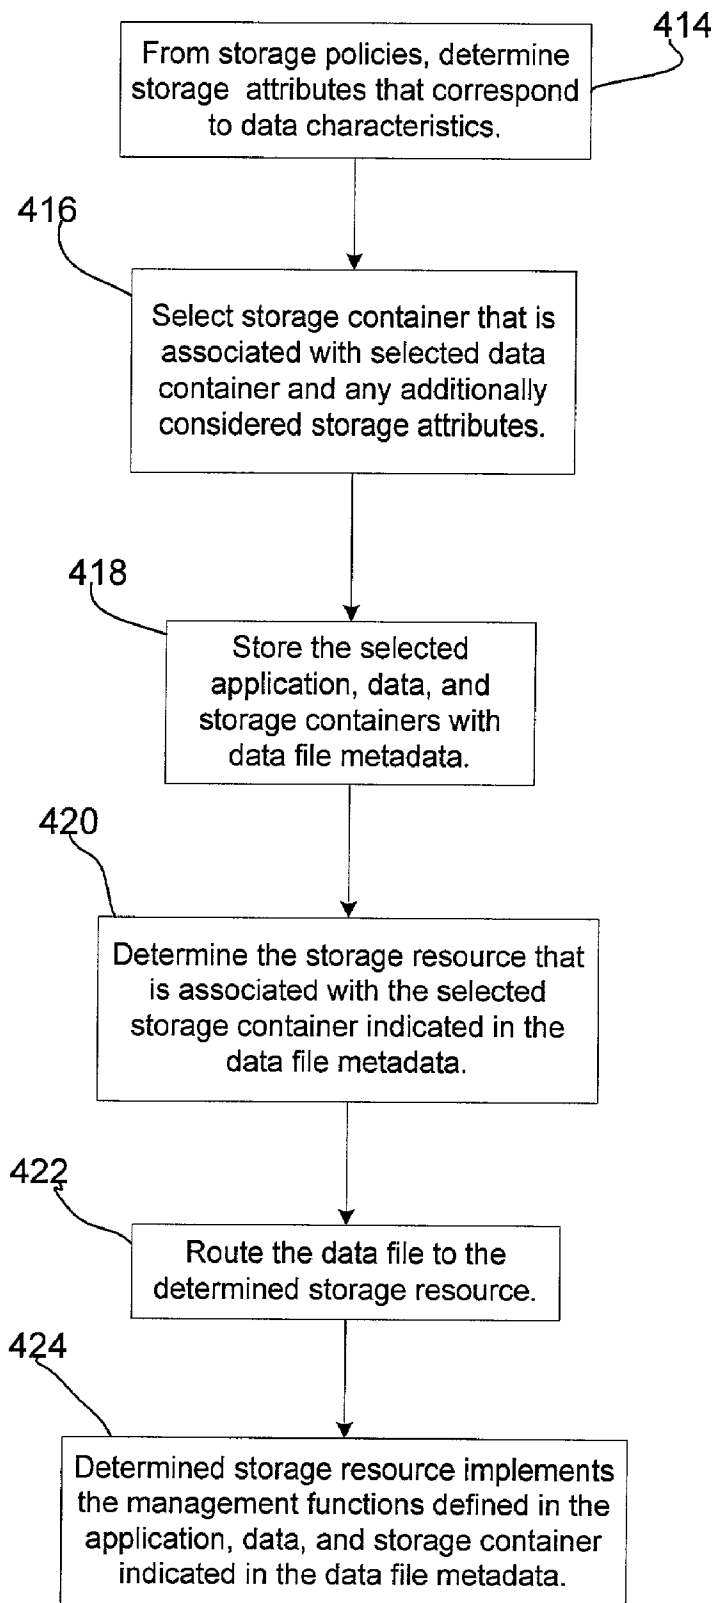 414
From storage policies, determine
storage attributes that correspond
to data characteristics.
416
Select storage container that is
associated with selected data
container and any additionally
considered storage attributes.
418
Store the selected
application, data, and
storage containers with
data file metadata.
420
Determine the storage resource that
is associated with the selected
storage container indicated in the
data file metadata.
422
Route the data file to the
determined storage resource.
424
Determined storage resource implements
the management functions defined in the
application, data, and storage container
indicated in the data file metadata.